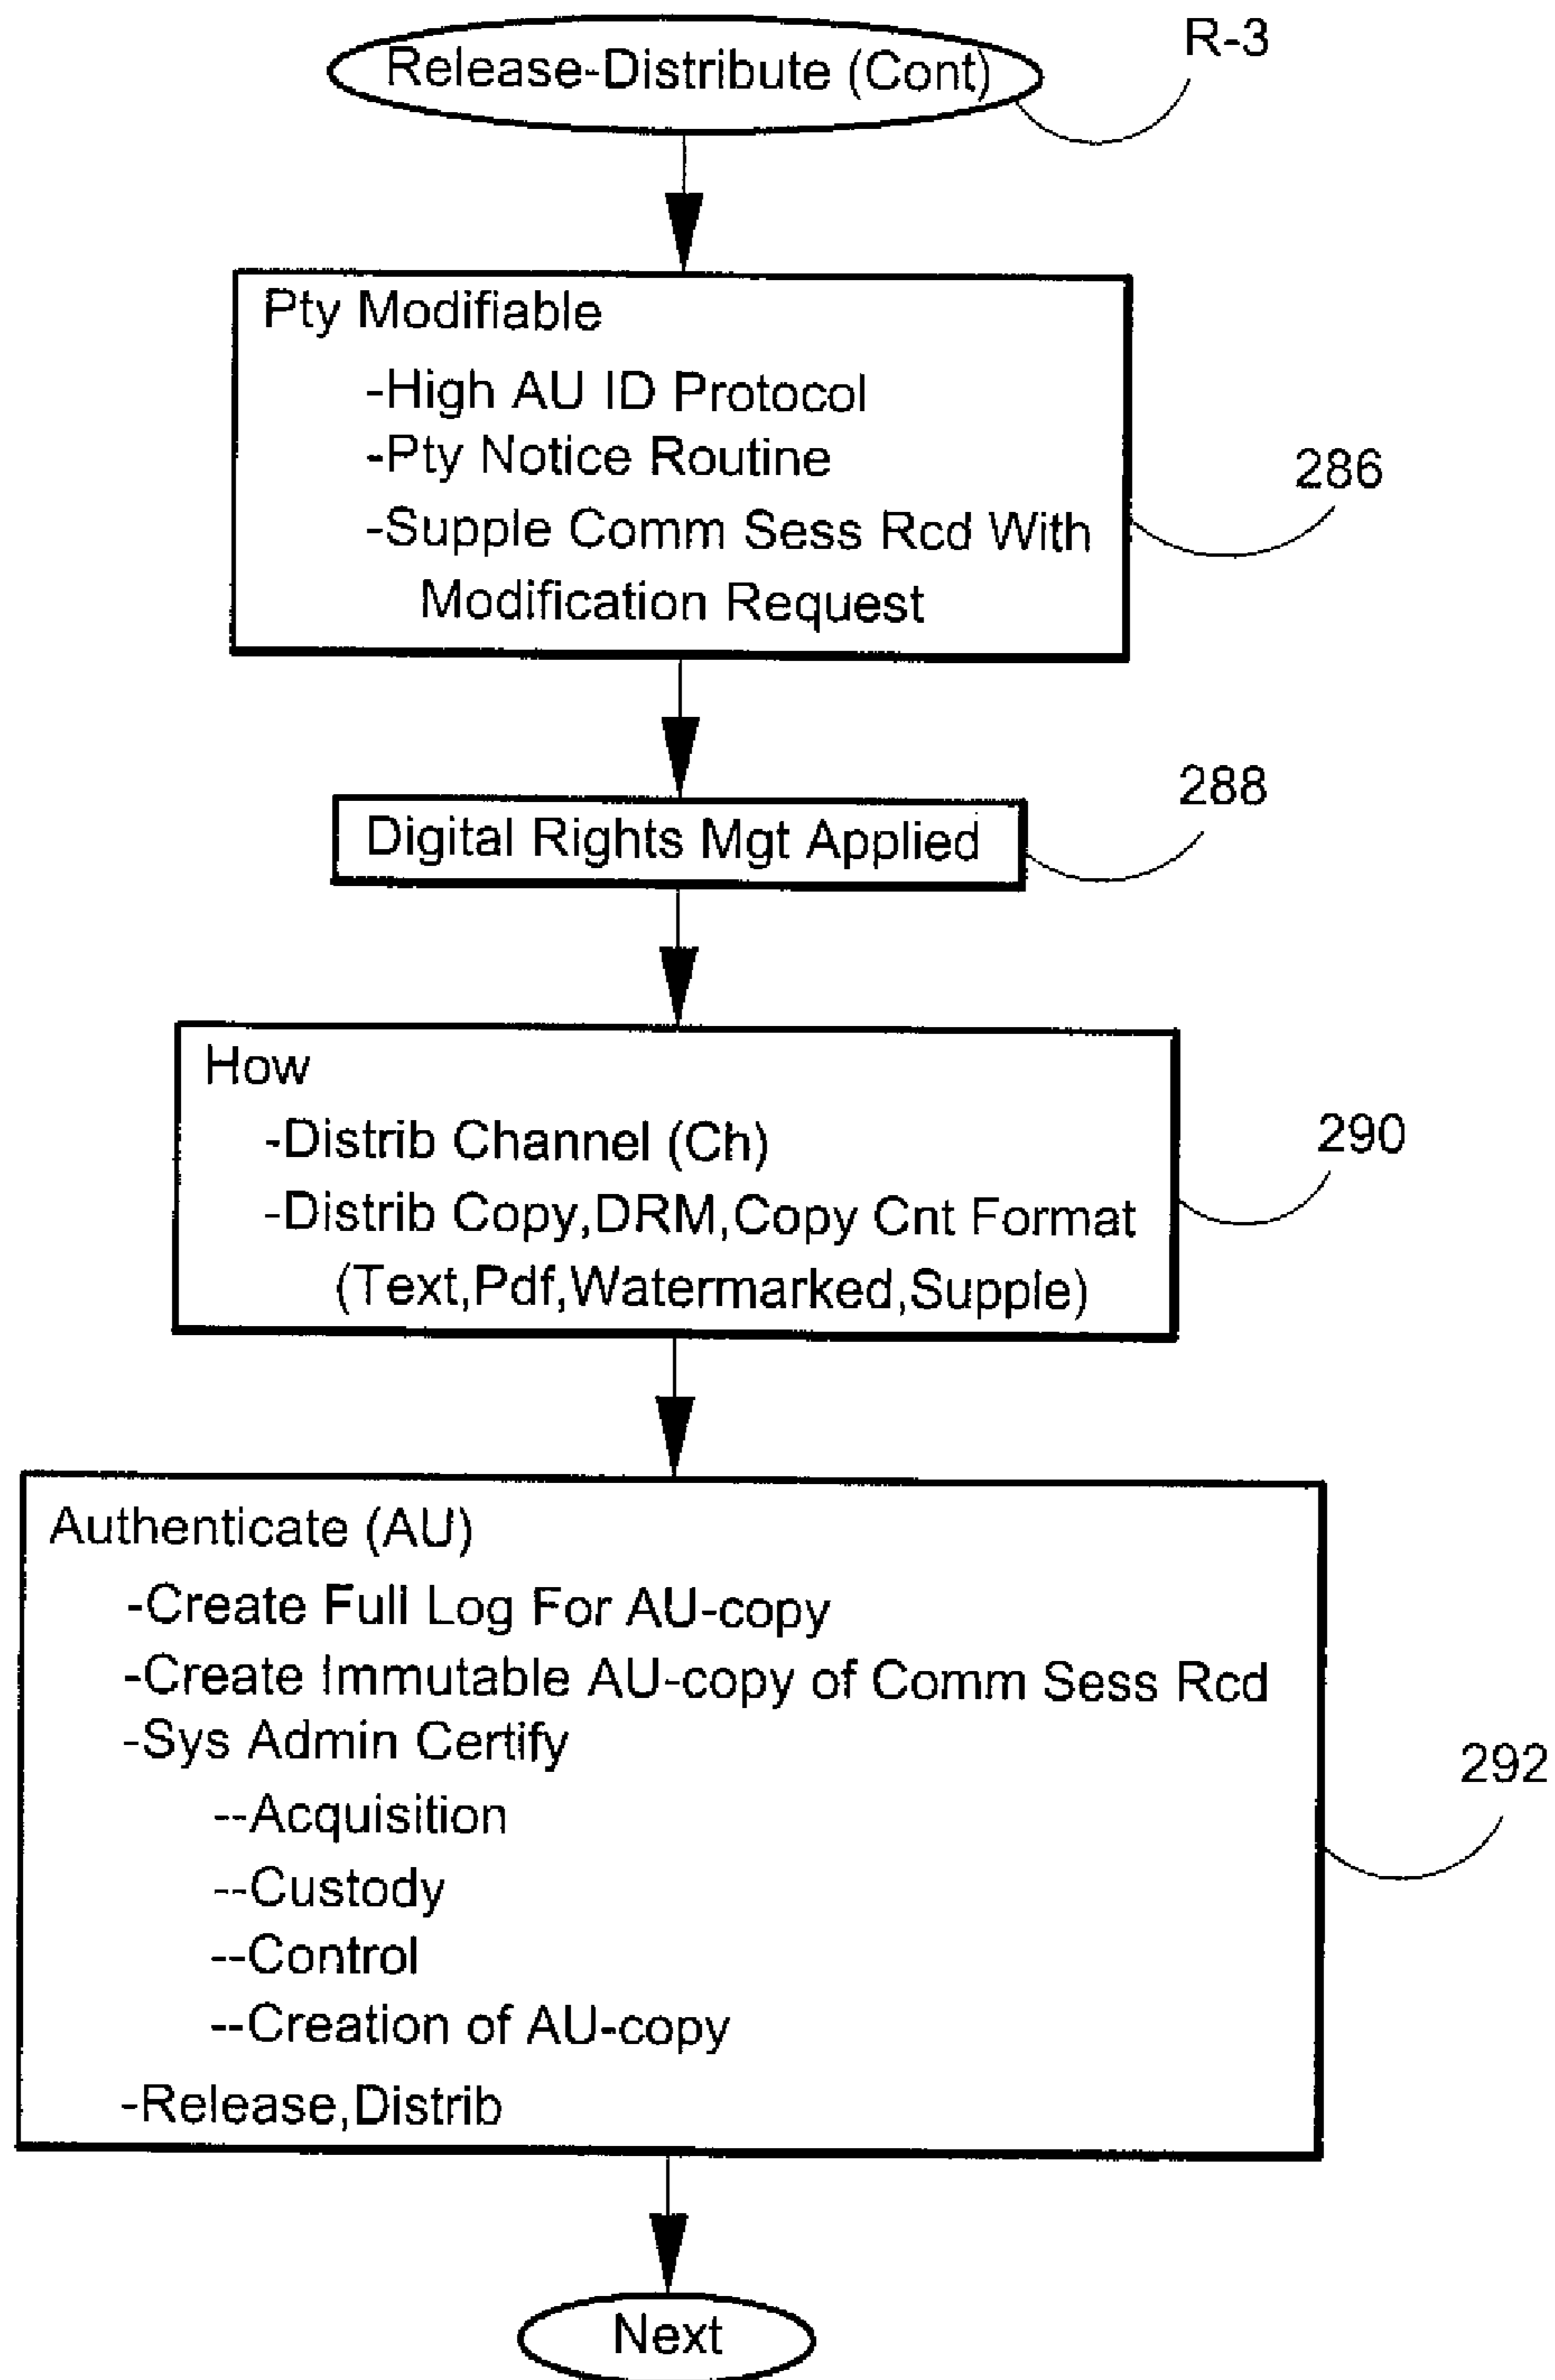 Release-Distribute (Cont)
R-3
Pty Modifiable
-High AU ID Protocol
-Pty Notice Routine
-Supple Comm Sess Rcd With
Modification Request
286
Digital Rights Mgt Applied
288
How
-Distrib Channel (Ch)
-Distrib Copy,DRM,Copy Cnt Format
(Text,Pdf,Watermarked,Supple)
290
Authenticate (AU)
-Create Full Log For AU-copy
-Create Immutable AU-copy of Comm Sess Rcd
-Sys Admin Certify
--Acquisition
--Custody
--Control
--Creation of AU-copy
-Release,Distrib
292
Next